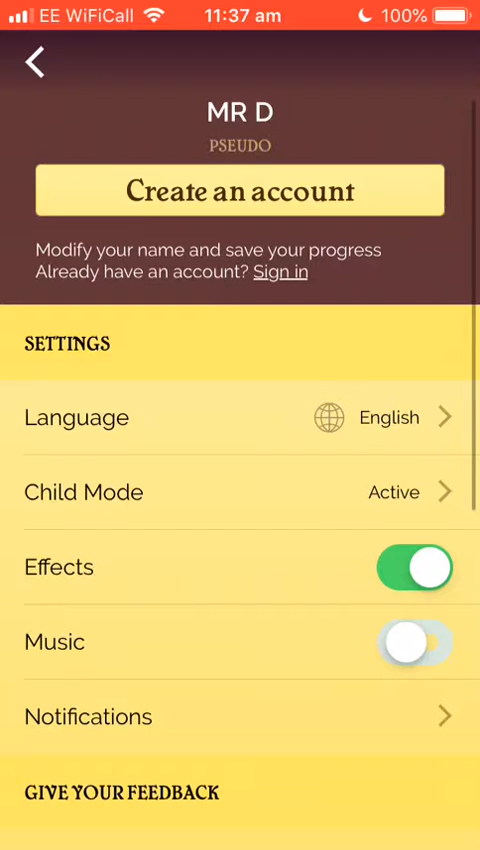 EE WiFiCall 11:37 am 100%
MR D
PSEUDO
Create an account
Modify your name and save your progress
Already have an account? Sign in
SETTINGS
Language English
Child Mode Active
Effects
Music
Notifications
GIVE YOUR FEEDBACK